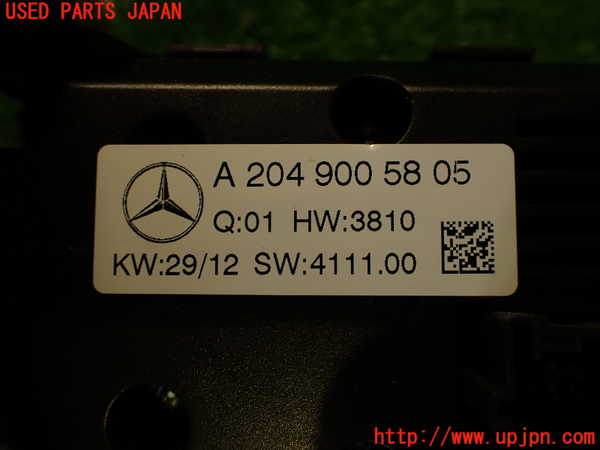 USED PARTS JAPAN
A 204 900 58 05
Q:01 HW:3810
KW:29/12 SW:4111.00
http://www.upjpn.com